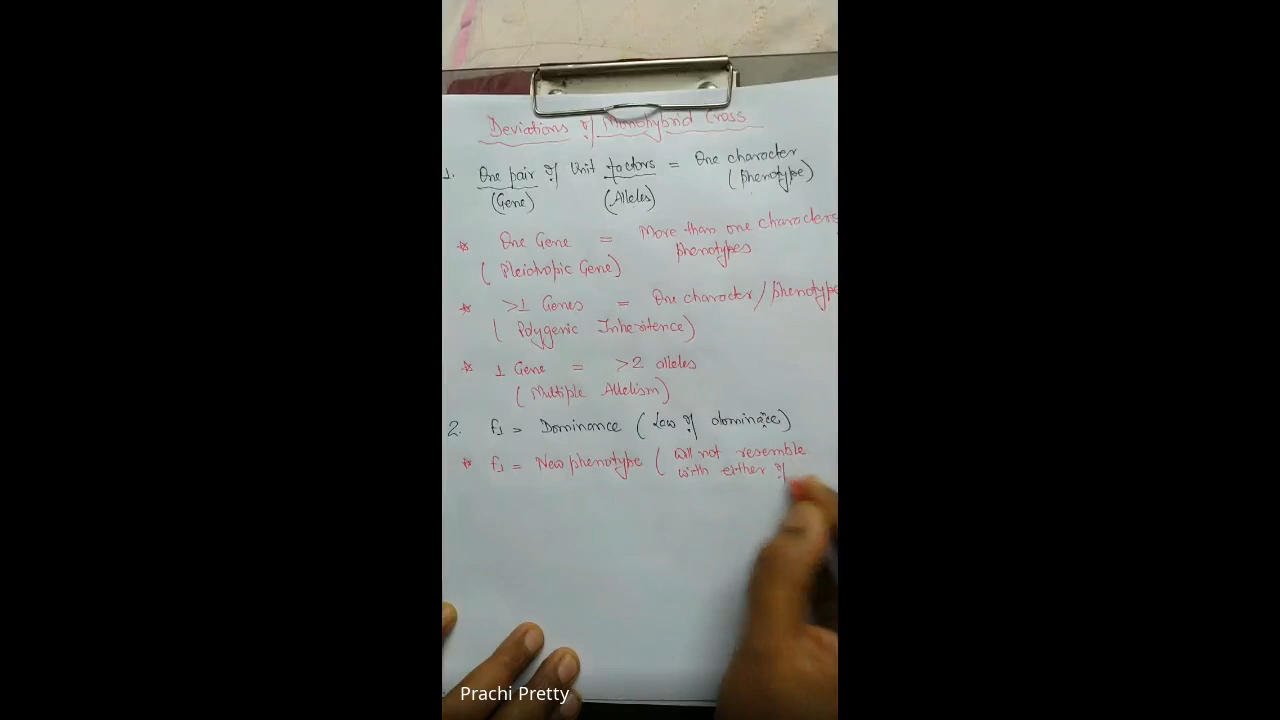 Deviations of Monohybrid Cross
1. One pair of Unit factors = One character
(Gene) (Alleles) (phenotype)
* One Gene = More than one characters
(Pleiotropic Gene) phenotypes
* >1 Genes = One character/phenotype
(Polygenic Inheritence)
* 1 Gene = >2 alleles
(Multiple Allelism)
2. f1 = Dominance (Law of dominace)
* f1 = New phenotype (will not resemble
with either of
Prachi Pretty